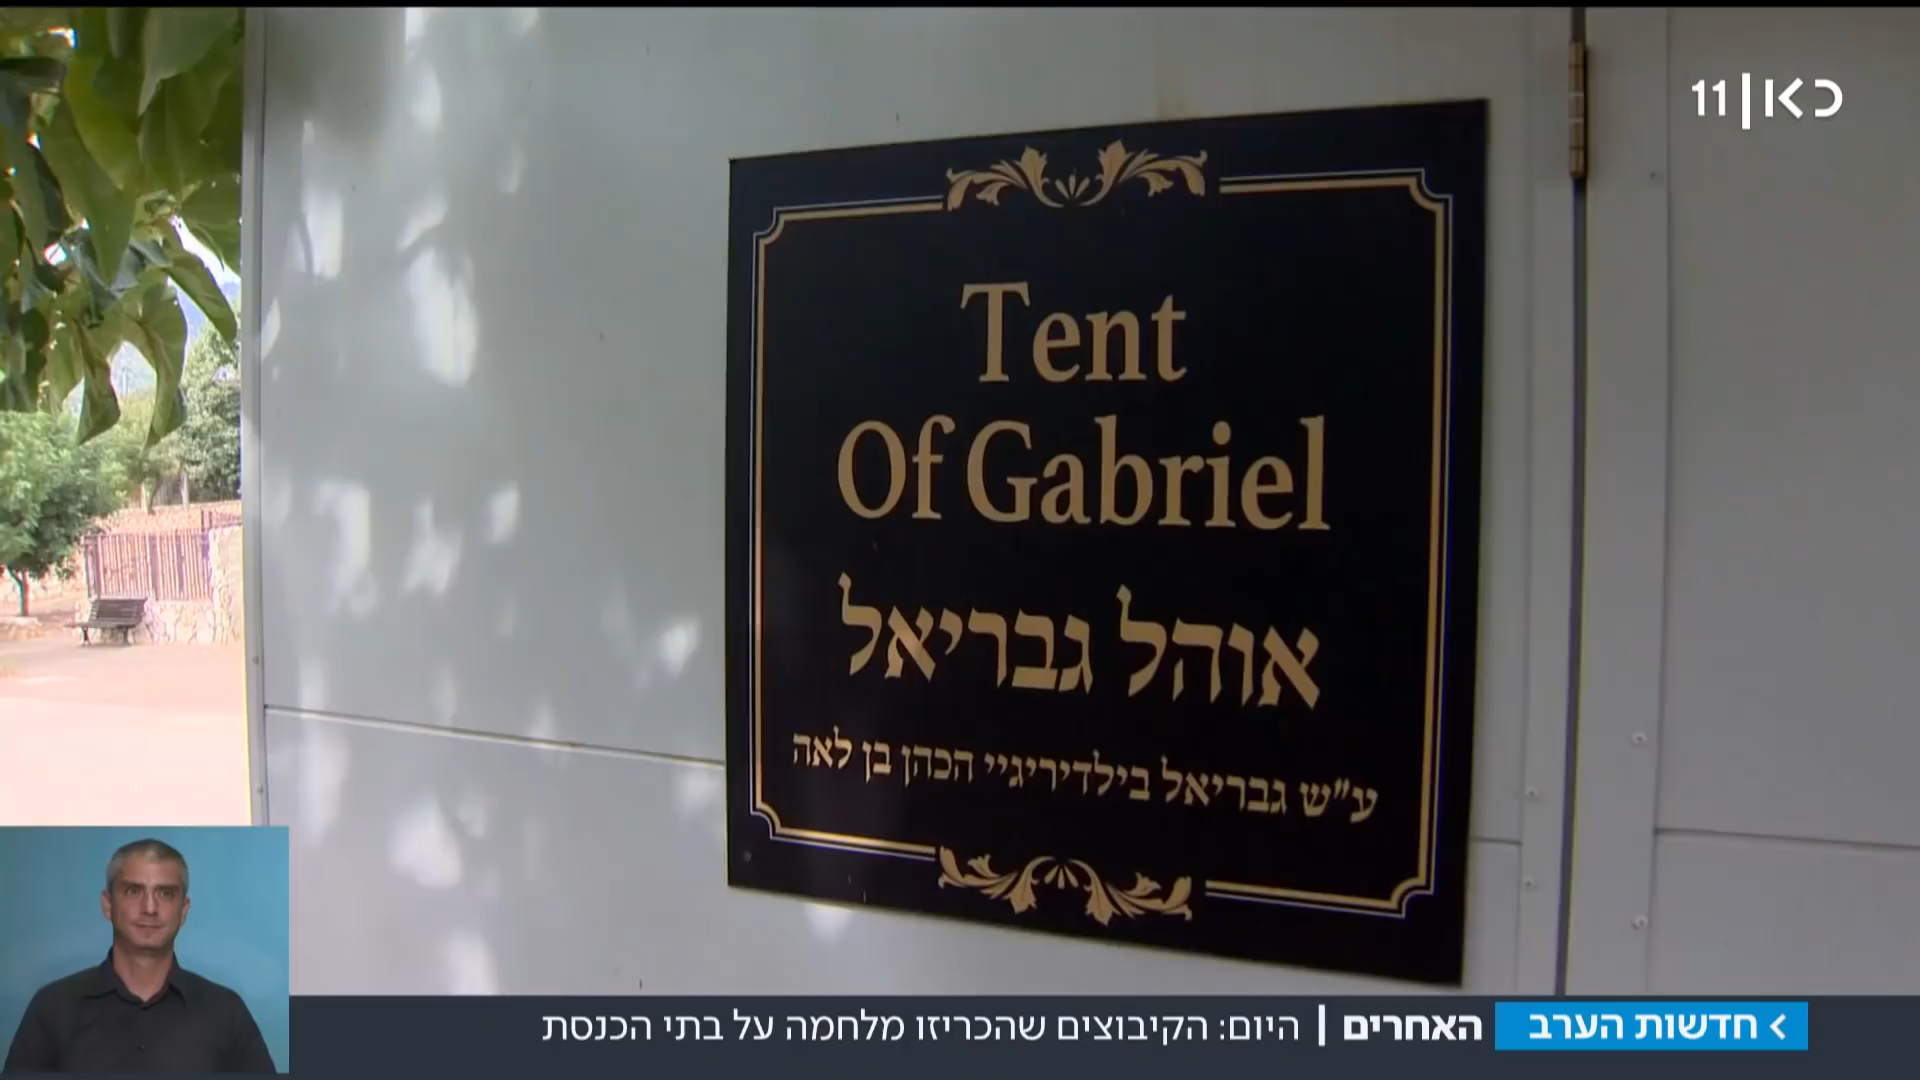 כאן 11
Tent
Of Gabriel
אוהל גבריאל
ע"ש גבריאל בילדיריגיי הכהן בן לאה
חדשות הערב האחרים | היום: הקיבוצים שהכריזו מלחמה על בתי הכנסת